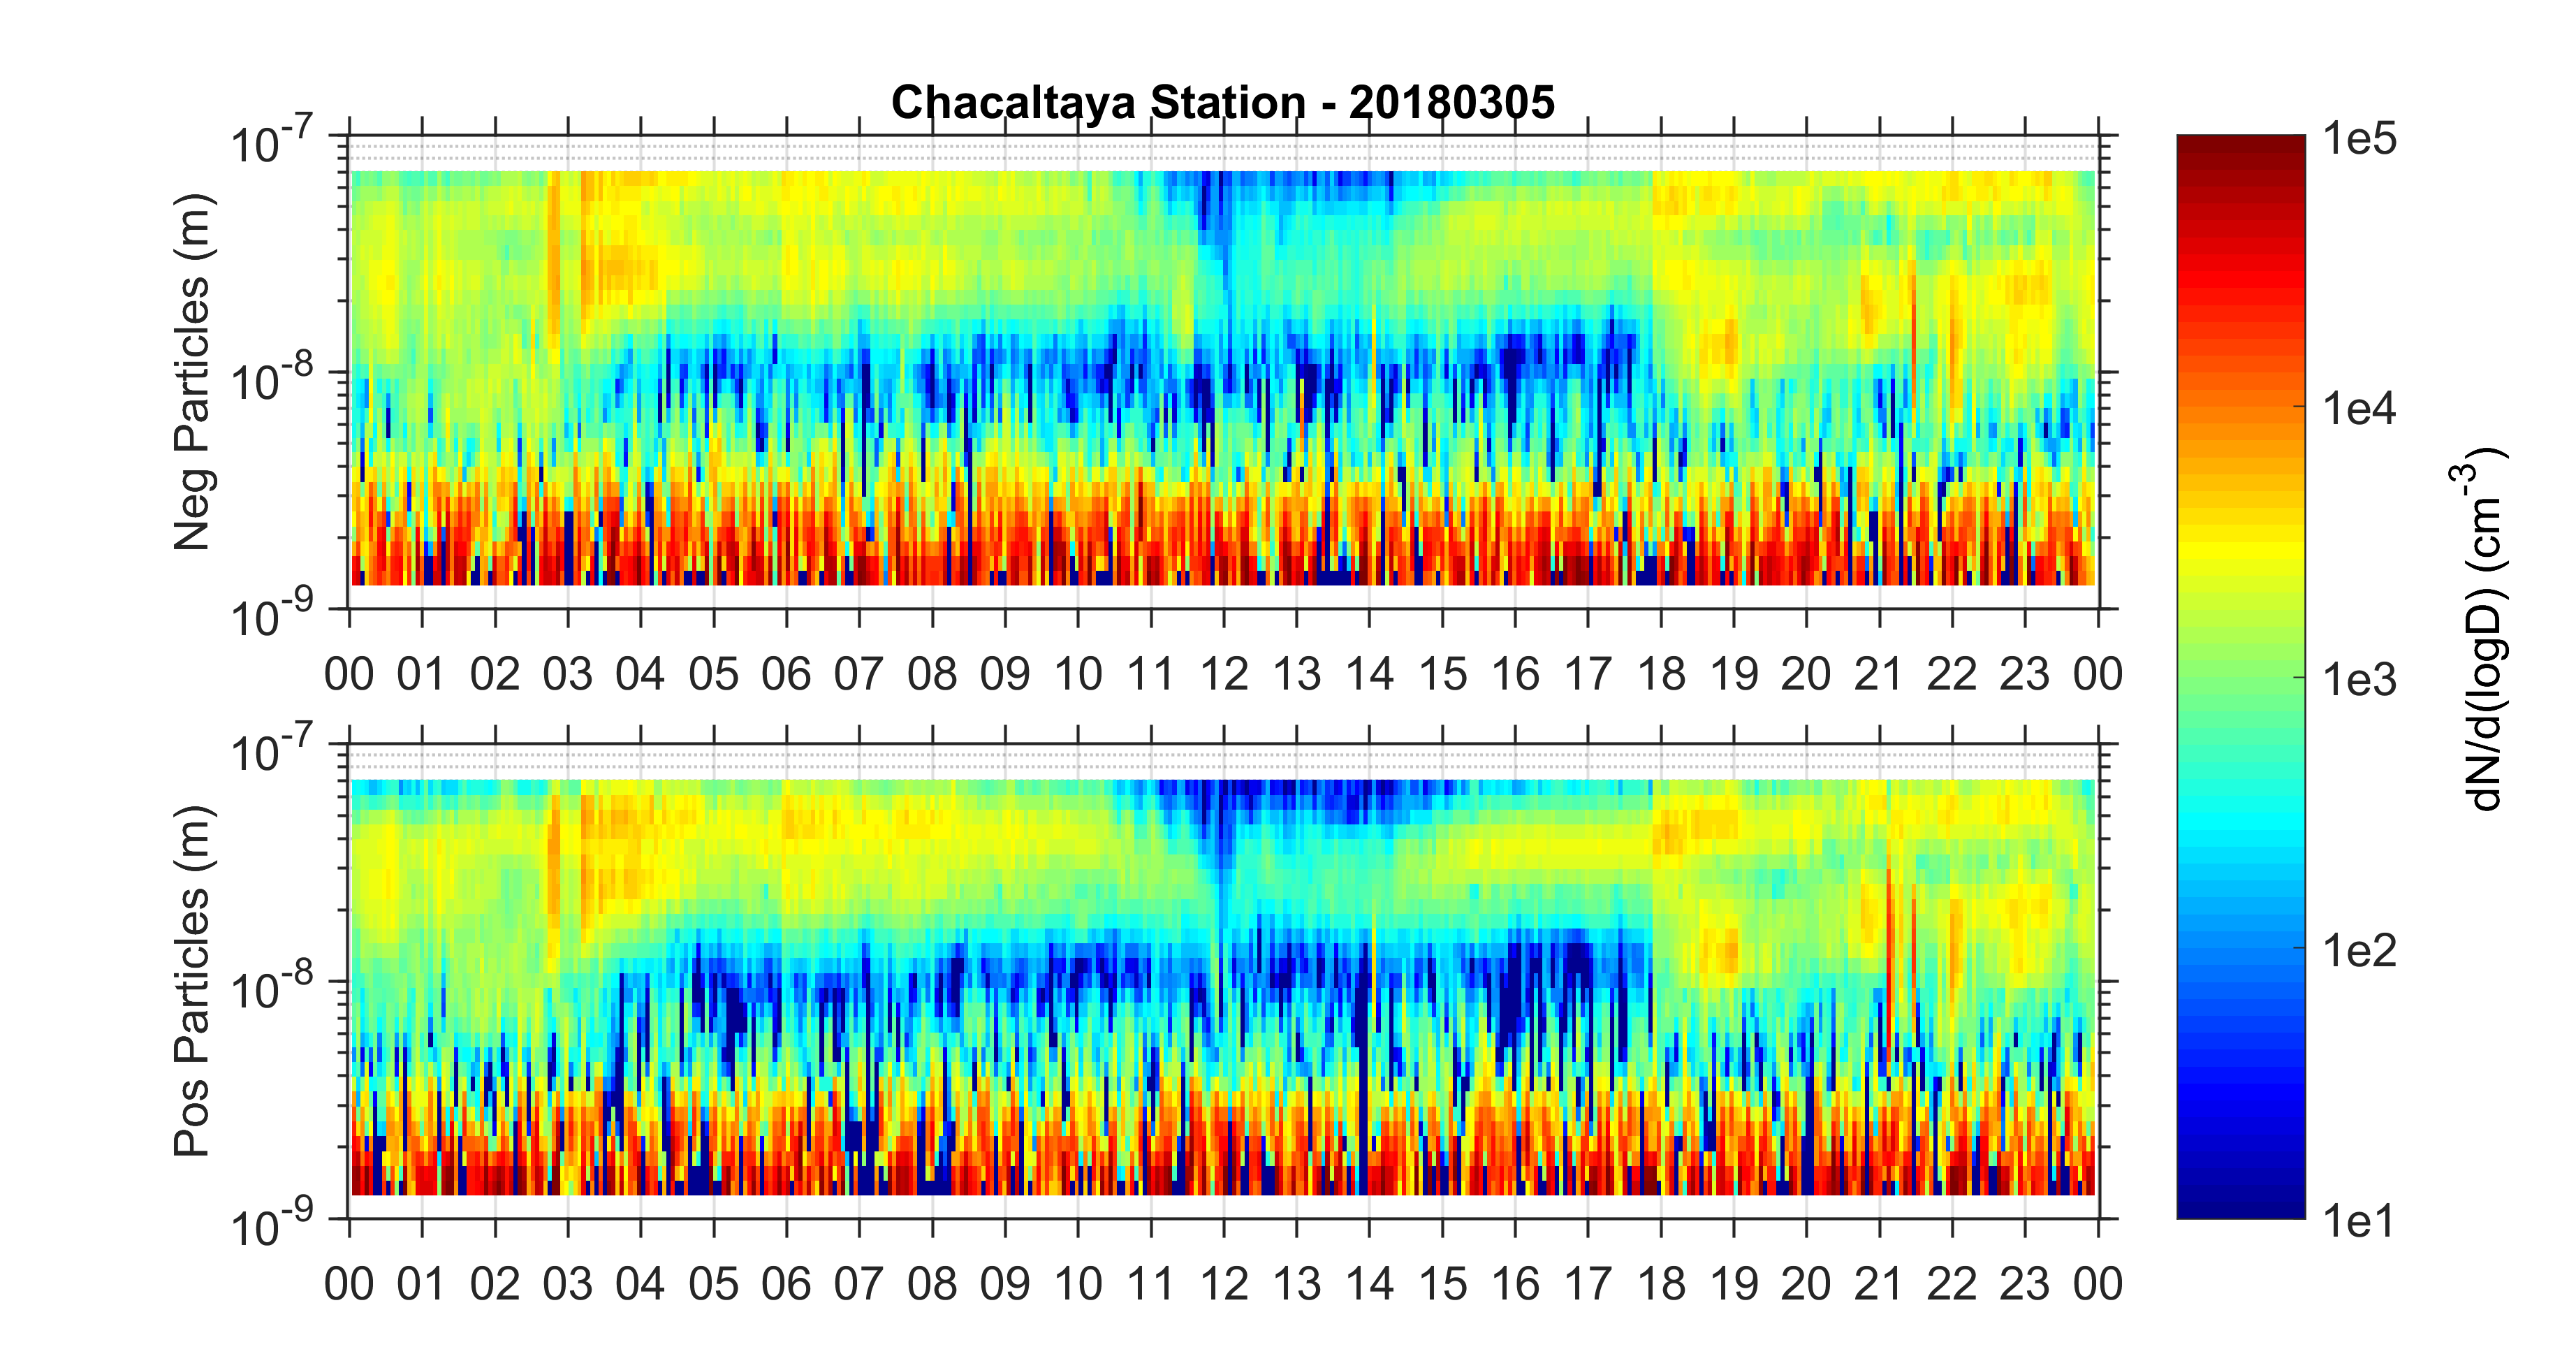 Chacaltaya Station - 20180305
Neg Particles (m)
10-7
10-8
10-9
00 01 02 03 04 05 06 07 08 09 10 11 12 13 14 15 16 17 18 19 20 21 22 23 00
Pos Particles (m)
10-7
10-8
10-9
00 01 02 03 04 05 06 07 08 09 10 11 12 13 14 15 16 17 18 19 20 21 22 23 00
1e5
1e4
1e3
1e2
1e1
dN/d(logD) (cm-3)